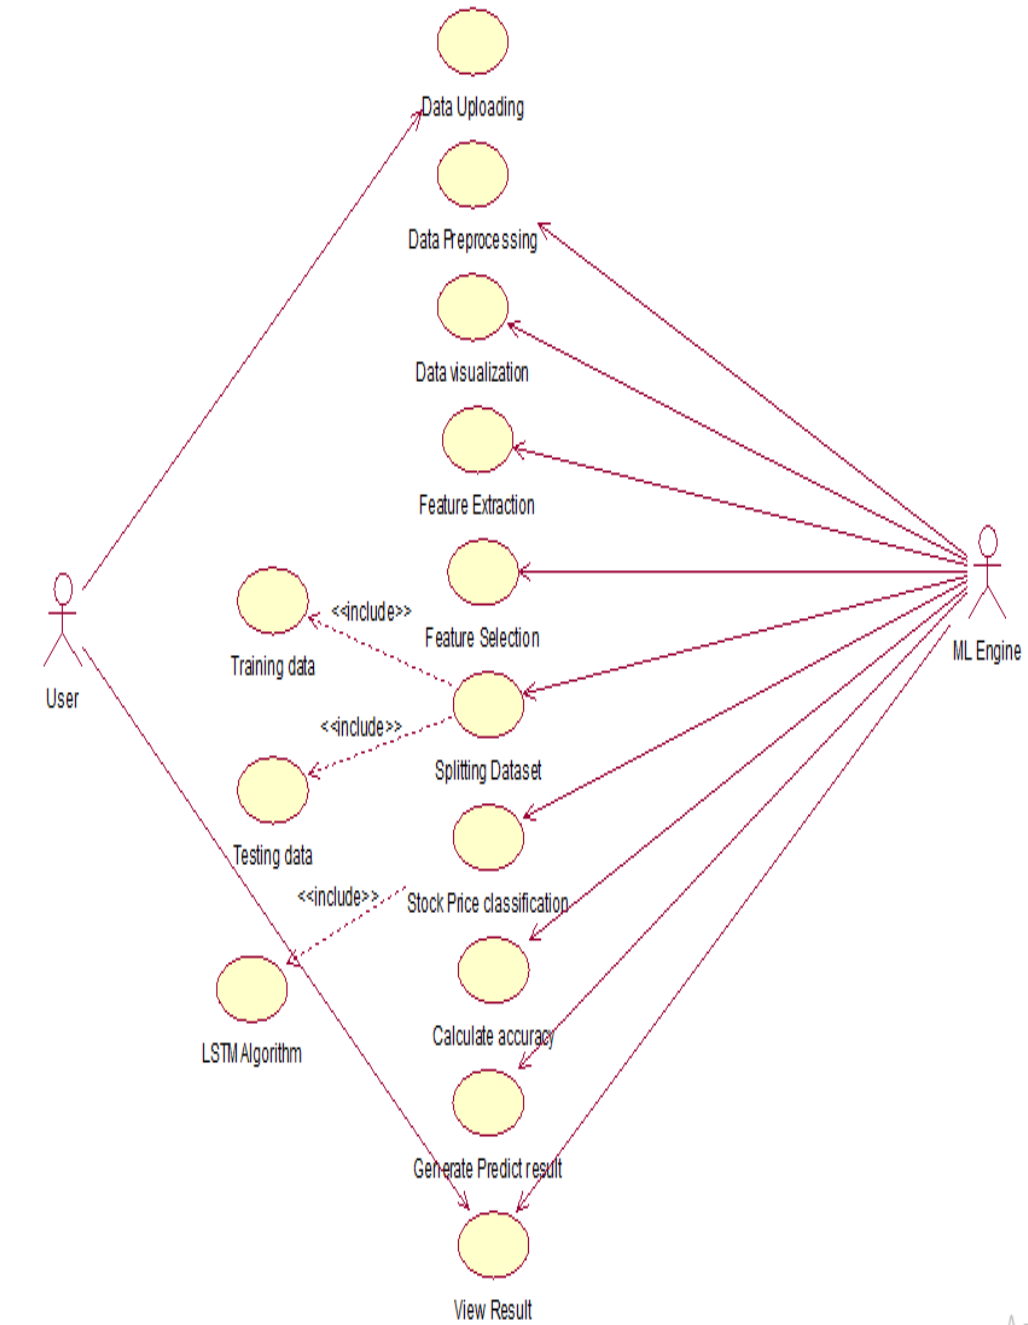 Data Uploading
Data Preprocessing
Data visualization
Feature Extraction
<<include>>
Feature Selection
ML Engine
Training data
User
<<include>>
Splitting Dataset
Testing data
<<include>>
Stock Price classification
Calculate accuracy
LSTM Algorithm
Generate Predict result
View Result